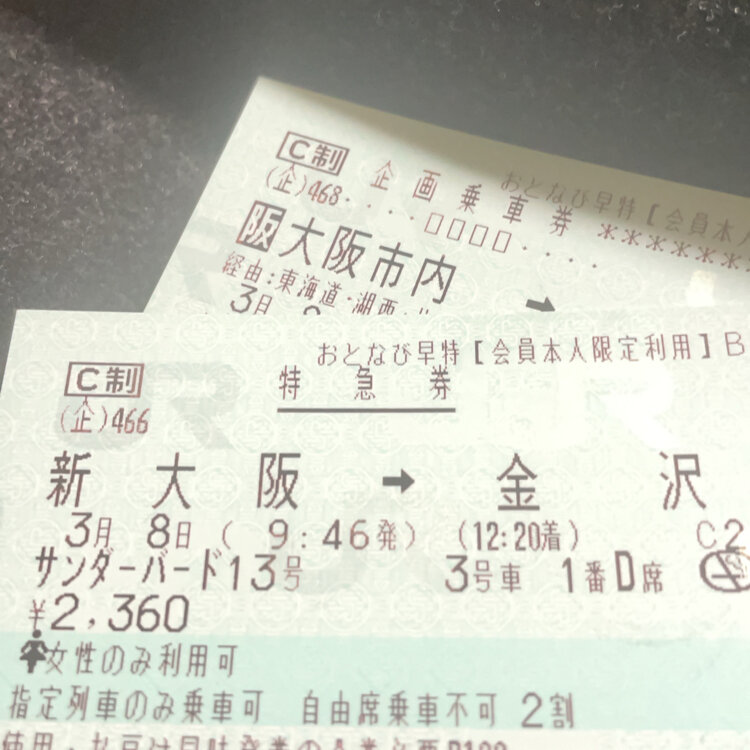 C制 企画乗車券 おとなび早特【会員本人
(企)468‥‥□□□□‥‥ ******
阪 大阪市内 →
経由:東海道・湖西・
3月
おとなび早特【会員本人限定利用】B
C制 特急券
(企)466
新大阪 → 金沢
3月 8日 ( 9:46発) (12:20着) C2
サンダーバード13号 3号車 1番D席
¥2,360
女性のみ利用可
指定列車のみ乗車可 自由席乗車不可 2割